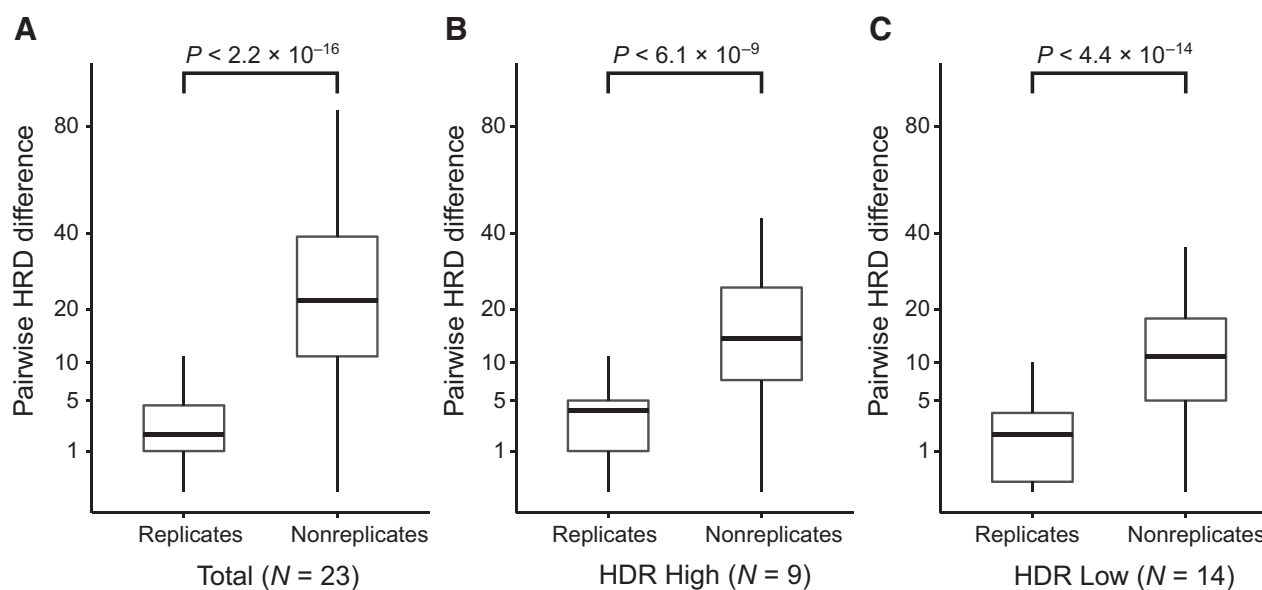 A
P < 2.2 × 10⁻¹⁶
Pairwise HRD difference
80
40
20
10
5
1
Replicates Nonreplicates
Total (N = 23)
B
P < 6.1 × 10⁻⁹
Pairwise HRD difference
80
40
20
10
5
1
Replicates Nonreplicates
HDR High (N = 9)
C
P < 4.4 × 10⁻¹⁴
Pairwise HRD difference
80
40
20
10
5
1
Replicates Nonreplicates
HDR Low (N = 14)